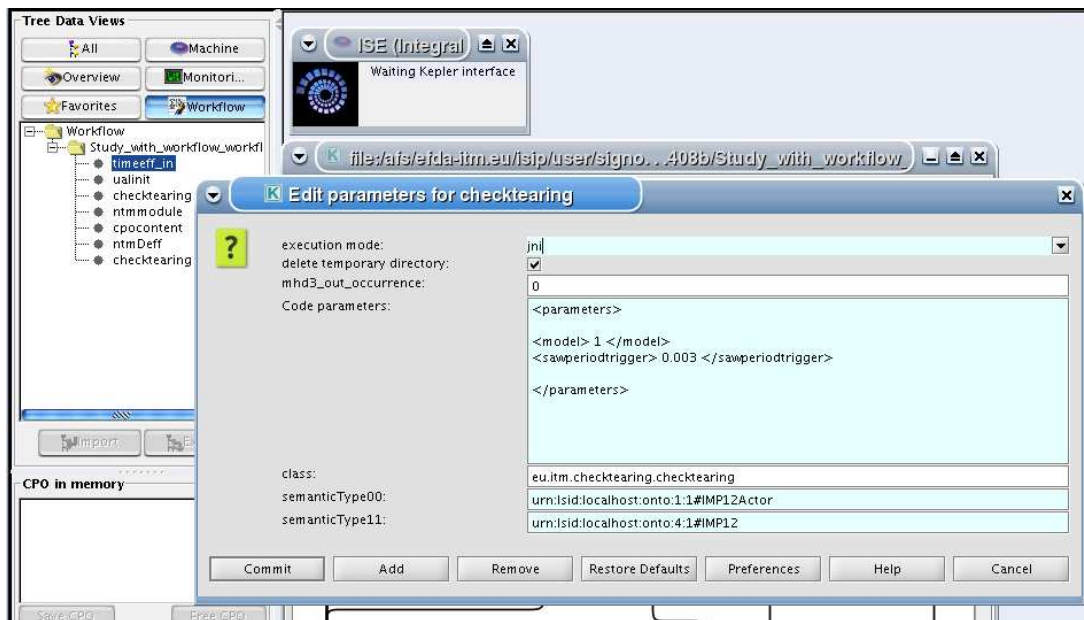 Tree Data Views
All
Machine
Overview
Monitori...
Favorites
Workflow
Workflow
Study_with_workflow_workfl
timeeff_in
ualinit
checktearing
ntmmodule
cpocontent
ntmDeff
checktearing
Import
Ex
CPO in memory
Save CPO
Free CPO
ISE (Integral
Waiting Kepler interface
K file:/afs/efda-itm.eu/isip/user/signo...408b/Study_with_workflow
K Edit parameters for checktearing
?
execution mode: jni
delete temporary directory:
mhd3_out_occurrence: 0
Code parameters:
<parameters>
<model> 1 </model>
<sawperiodtrigger> 0.003 </sawperiodtrigger>
</parameters>
class: eu.itm.checktearing.checktearing
semanticType00: urn:lsid:localhost:onto:1:1#IMP12Actor
semanticType11: urn:lsid:localhost:onto:4:1#IMP12
Commit Add Remove Restore Defaults Preferences Help Cancel